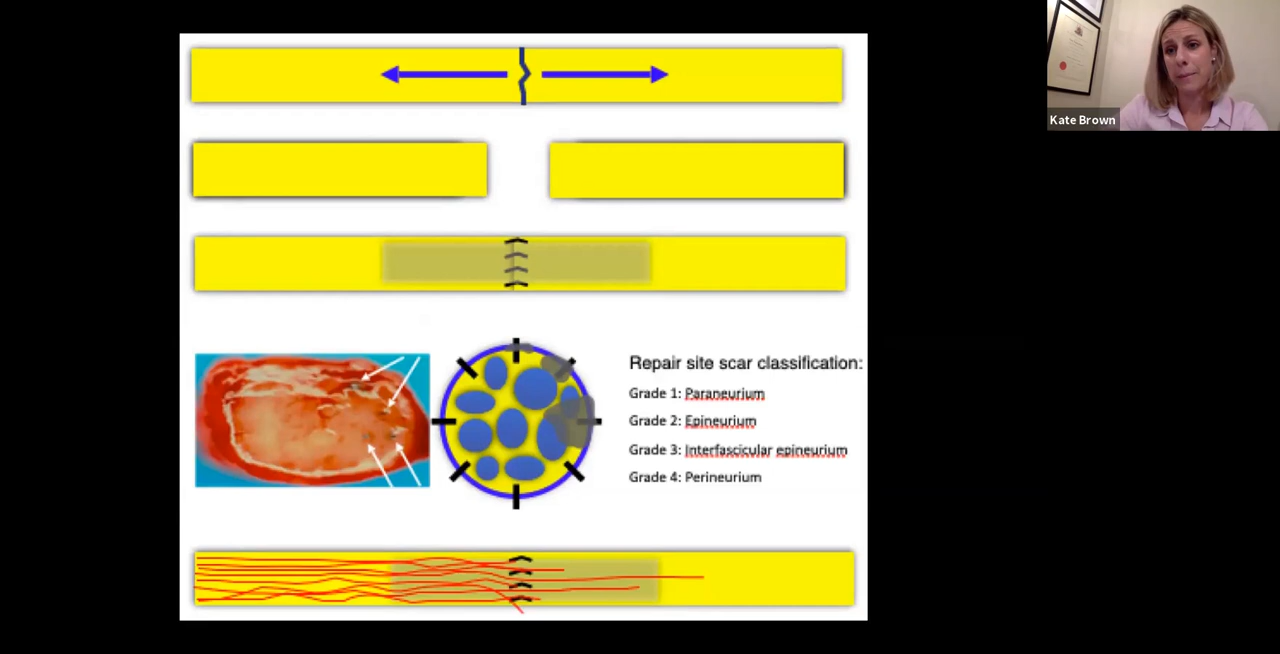 Kate Brown
Repair site scar classification:
Grade 1: Paraneurium
Grade 2: Epineurium
Grade 3: Interfascicular epineurium
Grade 4: Perineurium